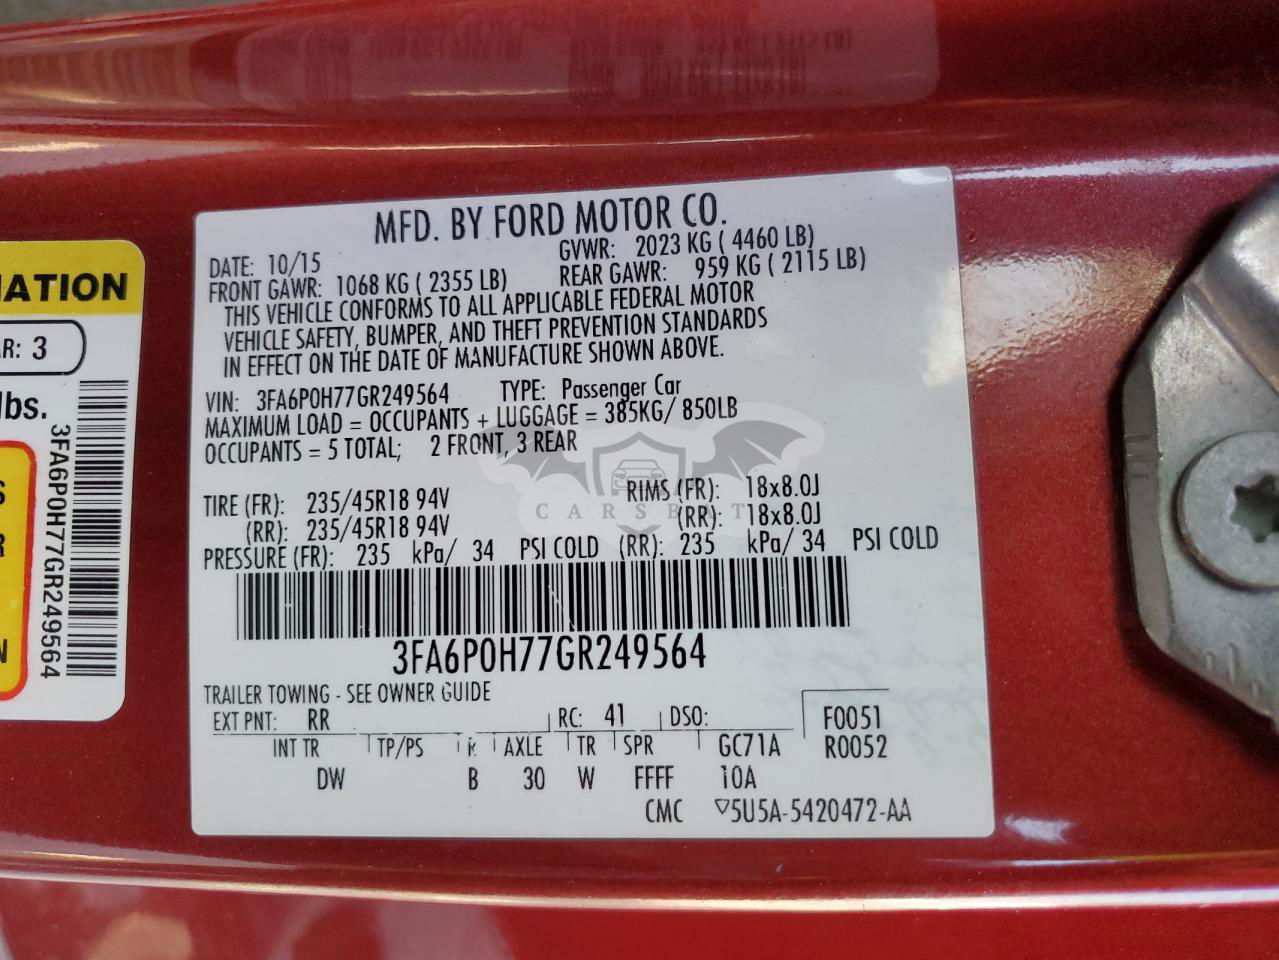 MFD. BY FORD MOTOR CO.
DATE: 10/15 GVWR: 2023 KG ( 4460 LB)
FRONT GAWR: 1068 KG ( 2355 LB) REAR GAWR: 959 KG ( 2115 LB)
THIS VEHICLE CONFORMS TO ALL APPLICABLE FEDERAL MOTOR
VEHICLE SAFETY, BUMPER, AND THEFT PREVENTION STANDARDS
IN EFFECT ON THE DATE OF MANUFACTURE SHOWN ABOVE.
VIN: 3FA6P0H77GR249564 TYPE: Passenger Car
MAXIMUM LOAD = OCCUPANTS + LUGGAGE = 385KG/ 850LB
OCCUPANTS = 5 TOTAL; 2 FRONT, 3 REAR
CARSBAT
TIRE (FR): 235/45R18 94V RIMS (FR): 18x8.0J
(RR): 235/45R18 94V (RR): 18x8.0J
PRESSURE (FR): 235 kPa/ 34 PSI COLD (RR): 235 kPa/ 34 PSI COLD
3FA6P0H77GR249564
TRAILER TOWING - SEE OWNER GUIDE
EXT PNT: RR RC: 41 DSO: F0051
INT TR TP/PS R AXLE TR SPR GC71A R0052
DW B 30 W FFFF 10A
CMC ▽5U5A-5420472-AA
IATION
AR: 3
lbs.
3FA6P0H77GR249564
S
R
N